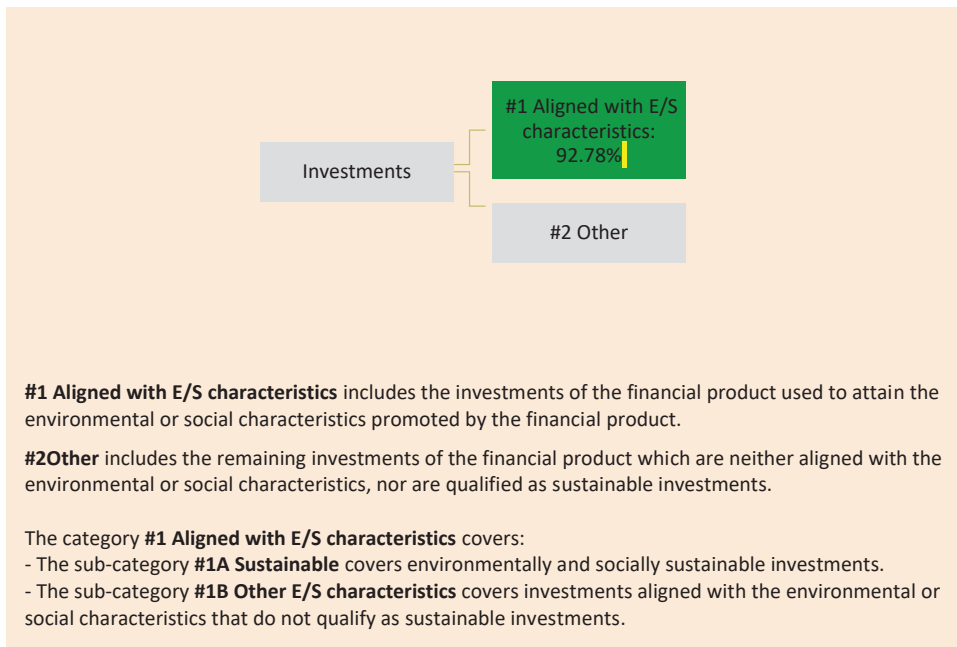 #1 Aligned with E/S
characteristics:
92.78%
Investments
#2 Other
#1 Aligned with E/S characteristics includes the investments of the financial product used to attain the
environmental or social characteristics promoted by the financial product.
#2Other includes the remaining investments of the financial product which are neither aligned with the
environmental or social characteristics, nor are qualified as sustainable investments.
The category #1 Aligned with E/S characteristics covers:
- The sub-category #1A Sustainable covers environmentally and socially sustainable investments.
- The sub-category #1B Other E/S characteristics covers investments aligned with the environmental or
social characteristics that do not qualify as sustainable investments.